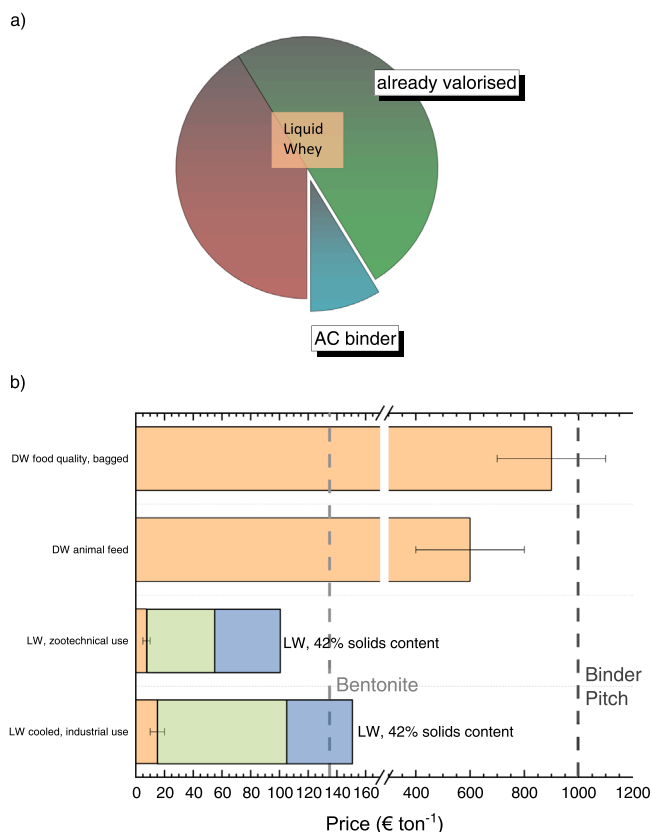 a)
already valorised
Liquid
Whey
AC binder
b)
DW food quality, bagged
DW animal feed
LW, zootechnical use
LW, 42% solids content
Bentonite
Binder
Pitch
LW cooled, industrial use
LW, 42% solids content
0 20 40 60 80 100 120 140 160 400 600 800 1000 1200
Price (€ ton-1)